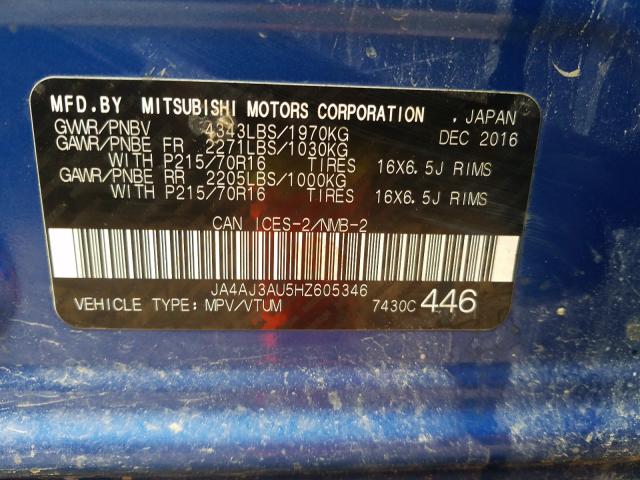 MFD.BY MITSUBISHI MOTORS CORPORATION , JAPAN
GVWR/PNBV 4343LBS/1970KG DEC 2016
GAWR/PNBE FR 2271LBS/1030KG
WITH P215/70R16 TIRES 16X6.5J RIMS
GAWR/PNBE RR 2205LBS/1000KG
WITH P215/70R16 TIRES 16X6.5J RIMS
CAN ICES-2/NMB-2
JA4AJ3AU5HZ605346
VEHICLE TYPE: MPV/VTUM 7430C 446